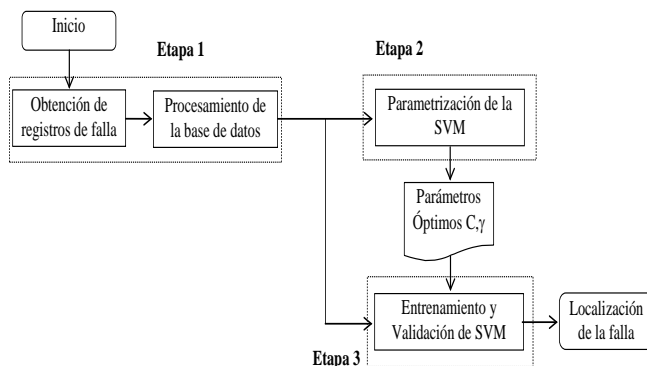 Inicio
Etapa 1
Etapa 2
Obtención de
registros de falla
Procesamiento de
la base de datos
Parametrización de la
SVM
Parámetros
Óptimos C,γ
Entrenamiento y
Validación de SVM
Localización
de la falla
Etapa 3